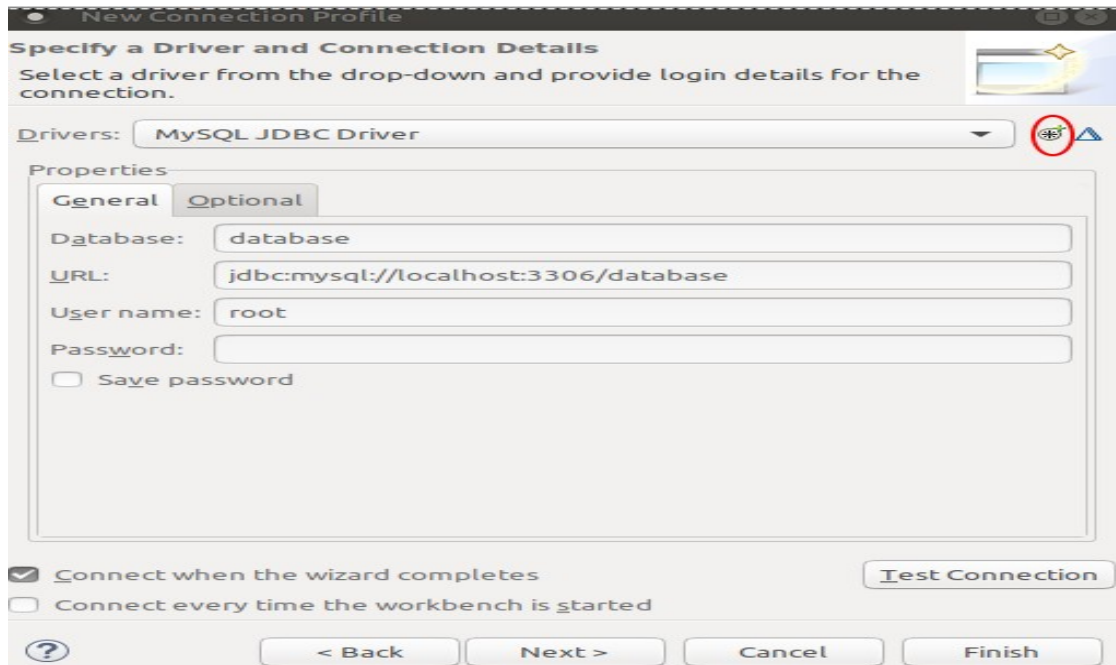 New Connection Profile
Specify a Driver and Connection Details
Select a driver from the drop-down and provide login details for the
connection.
Drivers: MySQL JDBC Driver
Properties
General Optional
Database: database
URL: jdbc:mysql://localhost:3306/database
User name: root
Password:
Save password
Connect when the wizard completes
Test Connection
Connect every time the workbench is started
? < Back Next > Cancel Finish